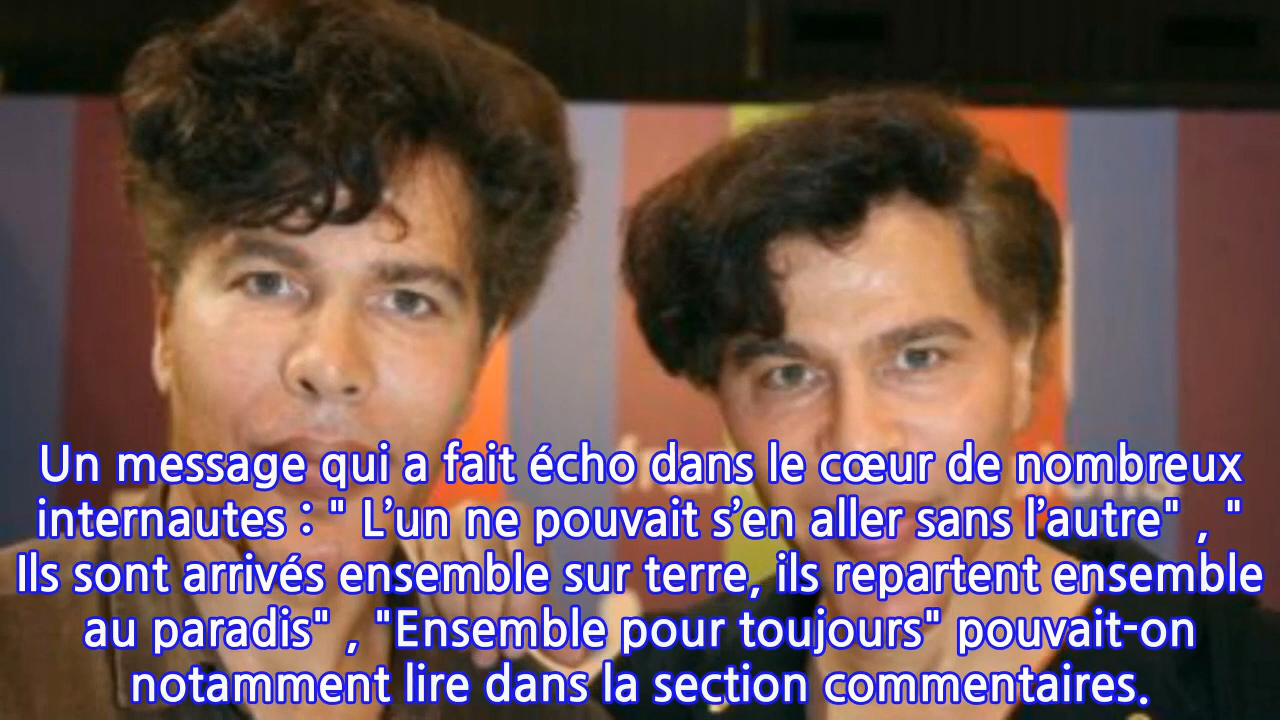 Un message qui a fait écho dans le cœur de nombreux
internautes : " L’un ne pouvait s’en aller sans l’autre" , "
Ils sont arrivés ensemble sur terre, ils repartent ensemble
au paradis" , "Ensemble pour toujours" pouvait-on
notamment lire dans la section commentaires.